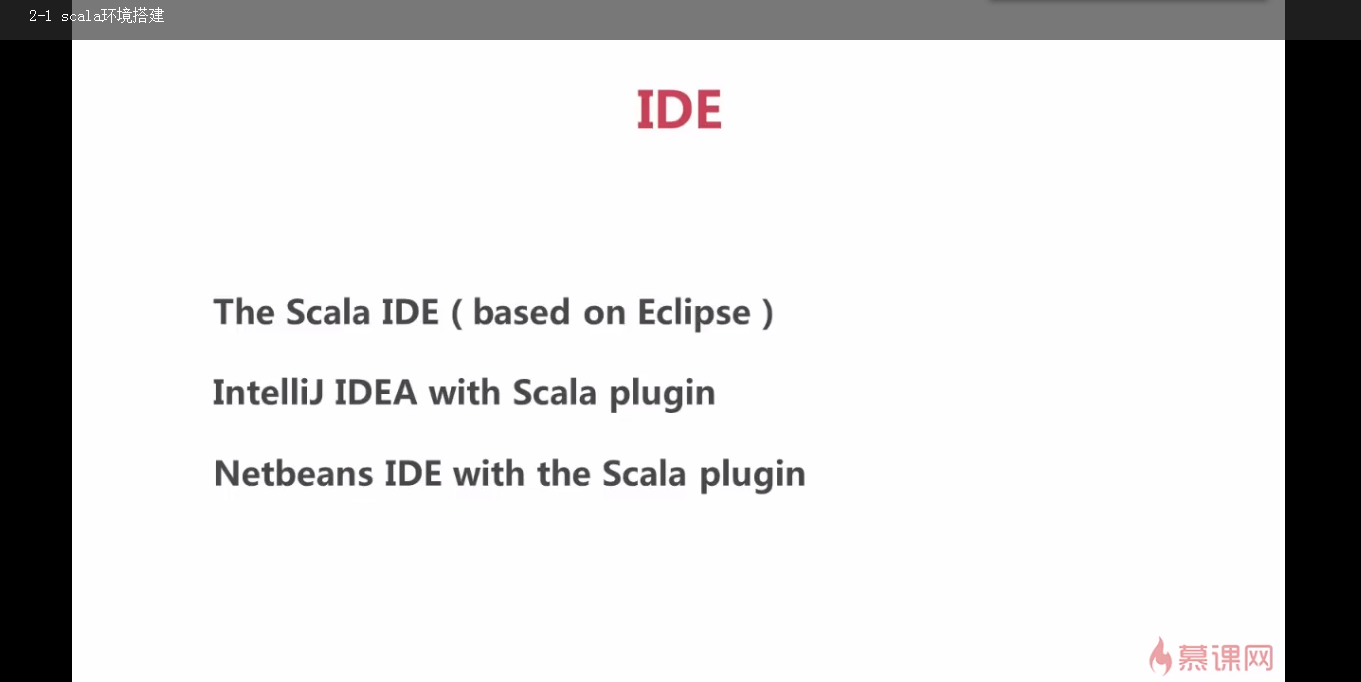 2-1 scala环境搭建
IDE
The Scala IDE ( based on Eclipse )
IntelliJ IDEA with Scala plugin
Netbeans IDE with the Scala plugin
慕课网